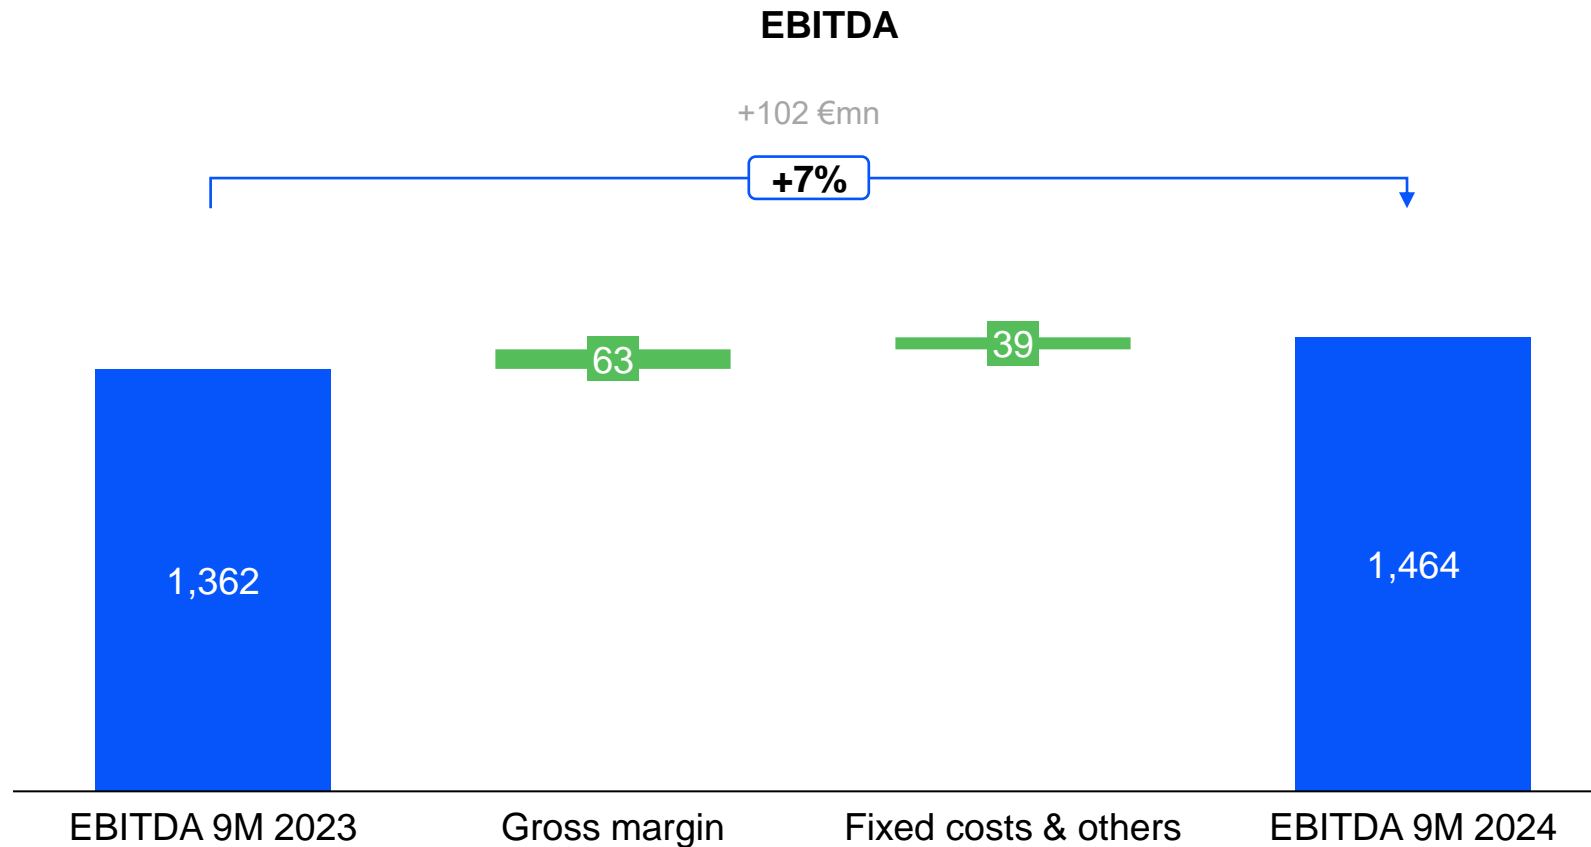 EBITDA
+102 €mn
+7%
63
39
1,362
1,464
EBITDA 9M 2023
Gross margin
Fixed costs & others
EBITDA 9M 2024